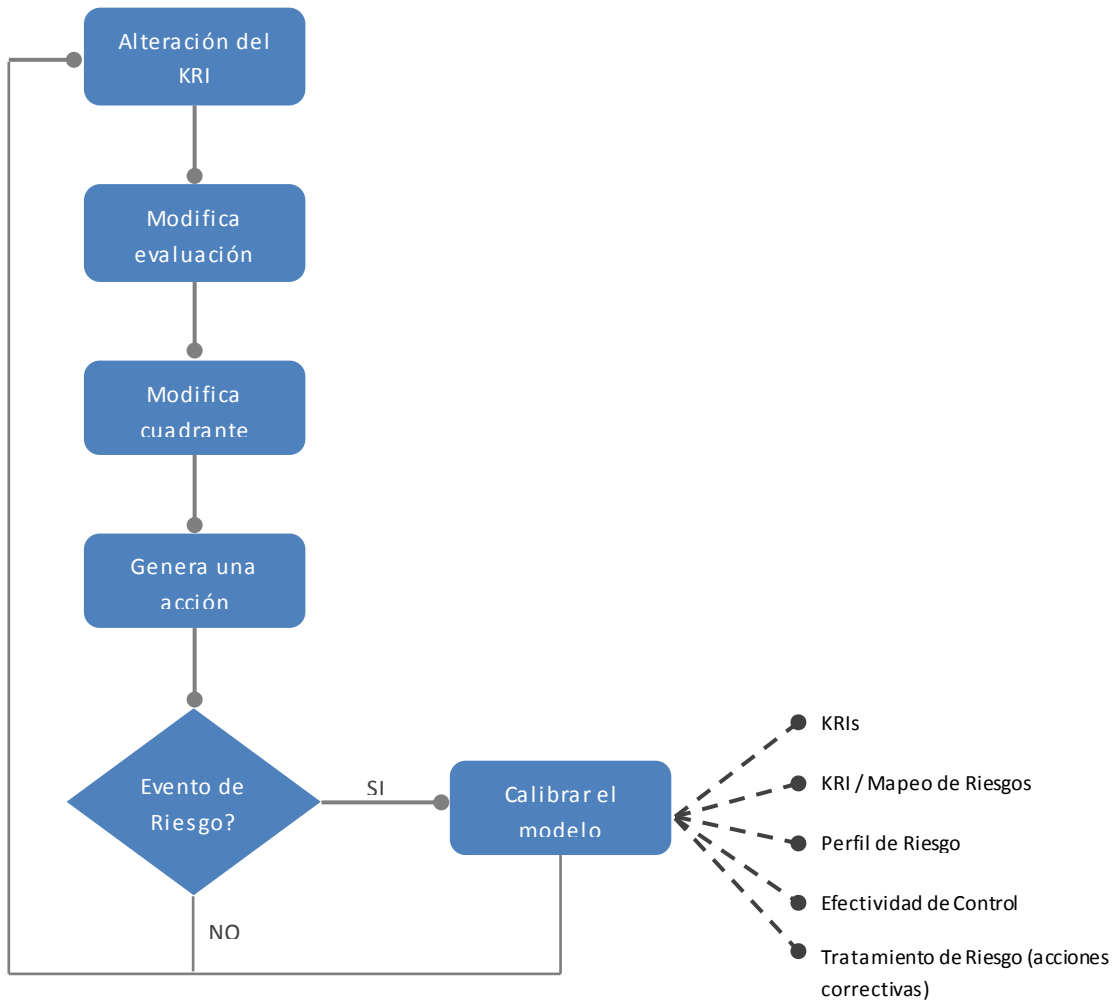 Alteración del
KRI
Modifica
evaluación
Modifica
cuadrante
Genera una
acción
Evento de
Riesgo?
SI
NO
Calibrar el
modelo
KRIs
KRI / Mapeo de Riesgos
Perfil de Riesgo
Efectividad de Control
Tratamiento de Riesgo (acciones
correctivas)